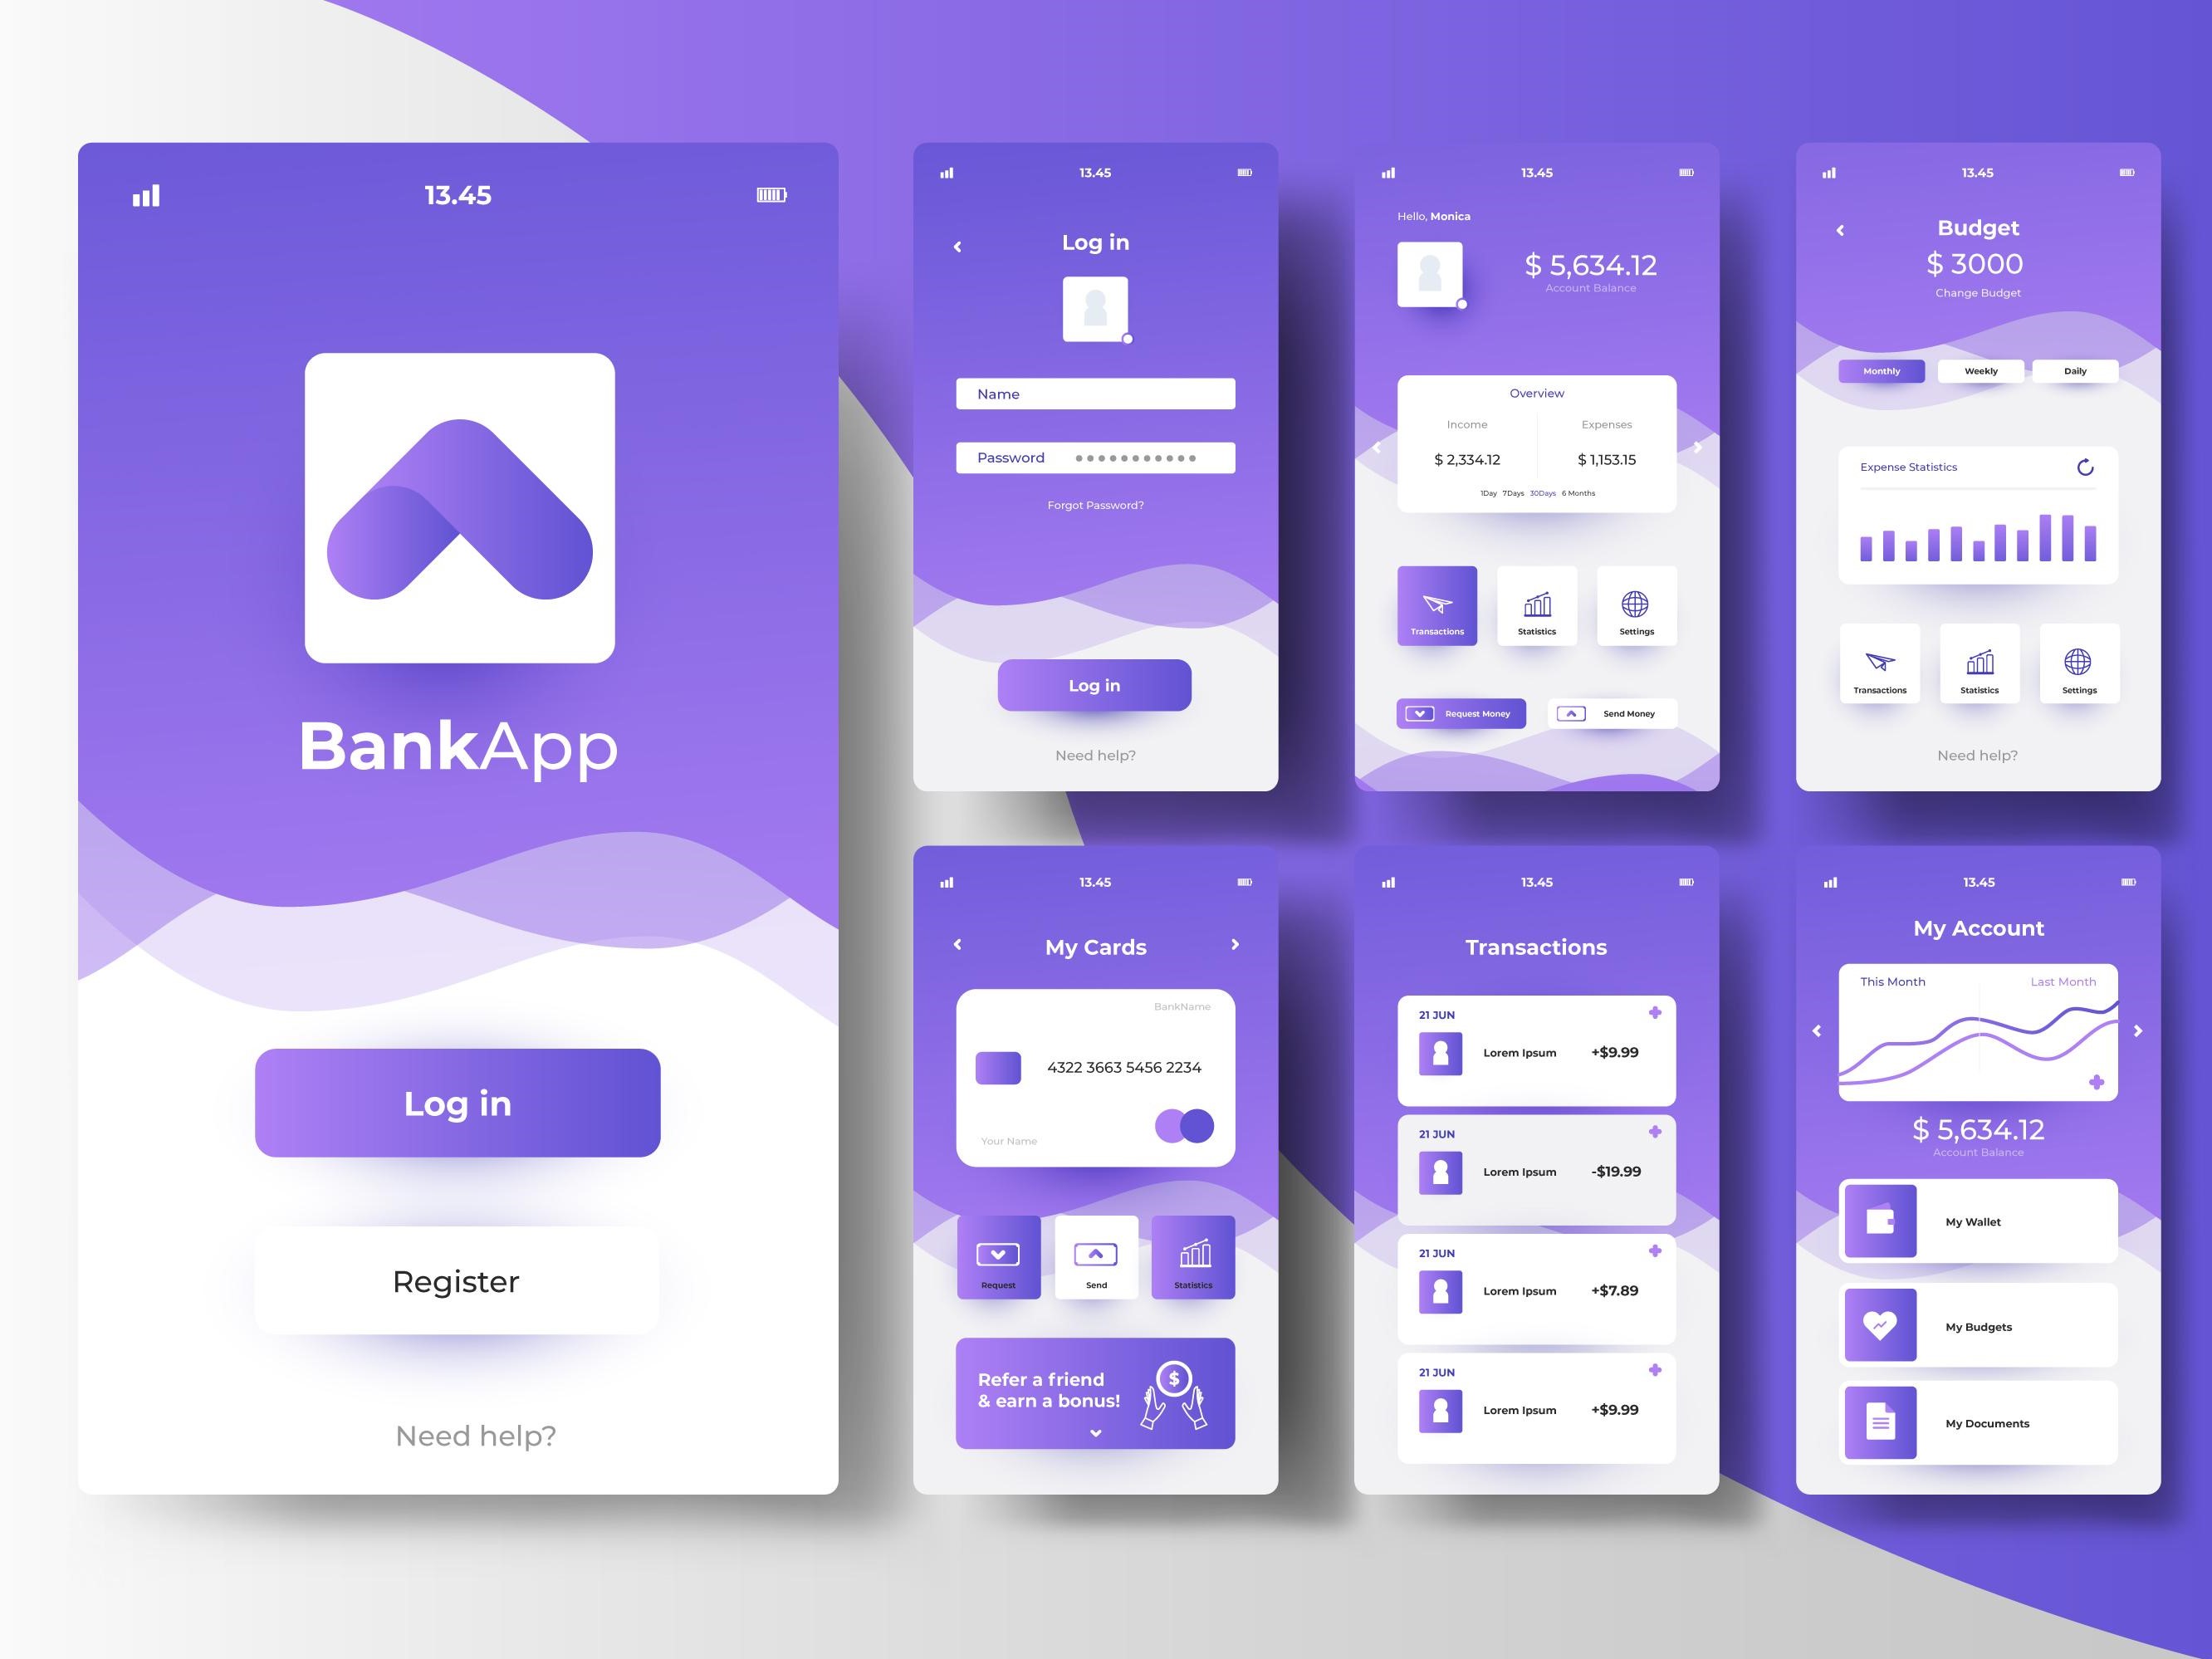 13.45
BankApp
Log in
Register
Need help?
13.45
Log in
Name
Password
Forgot Password?
Log in
Need help?
13.45
Hello, Monica
$ 5,634.12
Account Balance
Overview
Income Expenses
$ 2,334.12 $ 1,153.15
1Day 7Days 30Days 6 Months
Transactions Statistics Settings
Request Money Send Money
13.45
Budget
$ 3000
Change Budget
Monthly Weekly Daily
Expense Statistics
Transactions Statistics Settings
Need help?
13.45
My Cards
BankName
4322 3663 5456 2234
Your Name
Request Send Statistics
Refer a friend
& earn a bonus!
$
13.45
Transactions
21 JUN
Lorem Ipsum +$9.99
21 JUN
Lorem Ipsum -$19.99
21 JUN
Lorem Ipsum +$7.89
21 JUN
Lorem Ipsum +$9.99
13.45
My Account
This Month Last Month
$ 5,634.12
Account Balance
My Wallet
My Budgets
My Documents